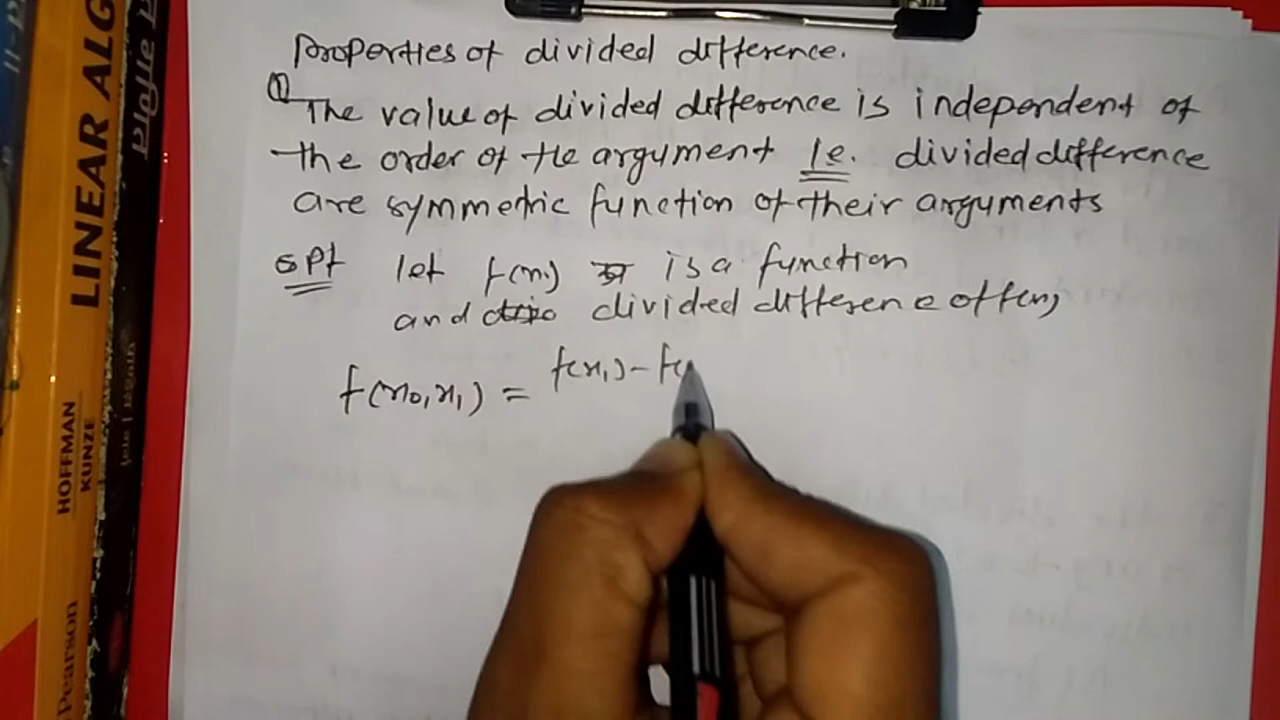 Properties of divided difference.
①
The value of divided difference is independent of
the order of the argument i.e. divided difference
are symmetric function of their arguments
let f(x) is a function
and divided difference of f(x)
f(x₀,x₁) = f(x₁) - f(
LINEAR ALG
HOFFMAN
KUNZE
Pearson